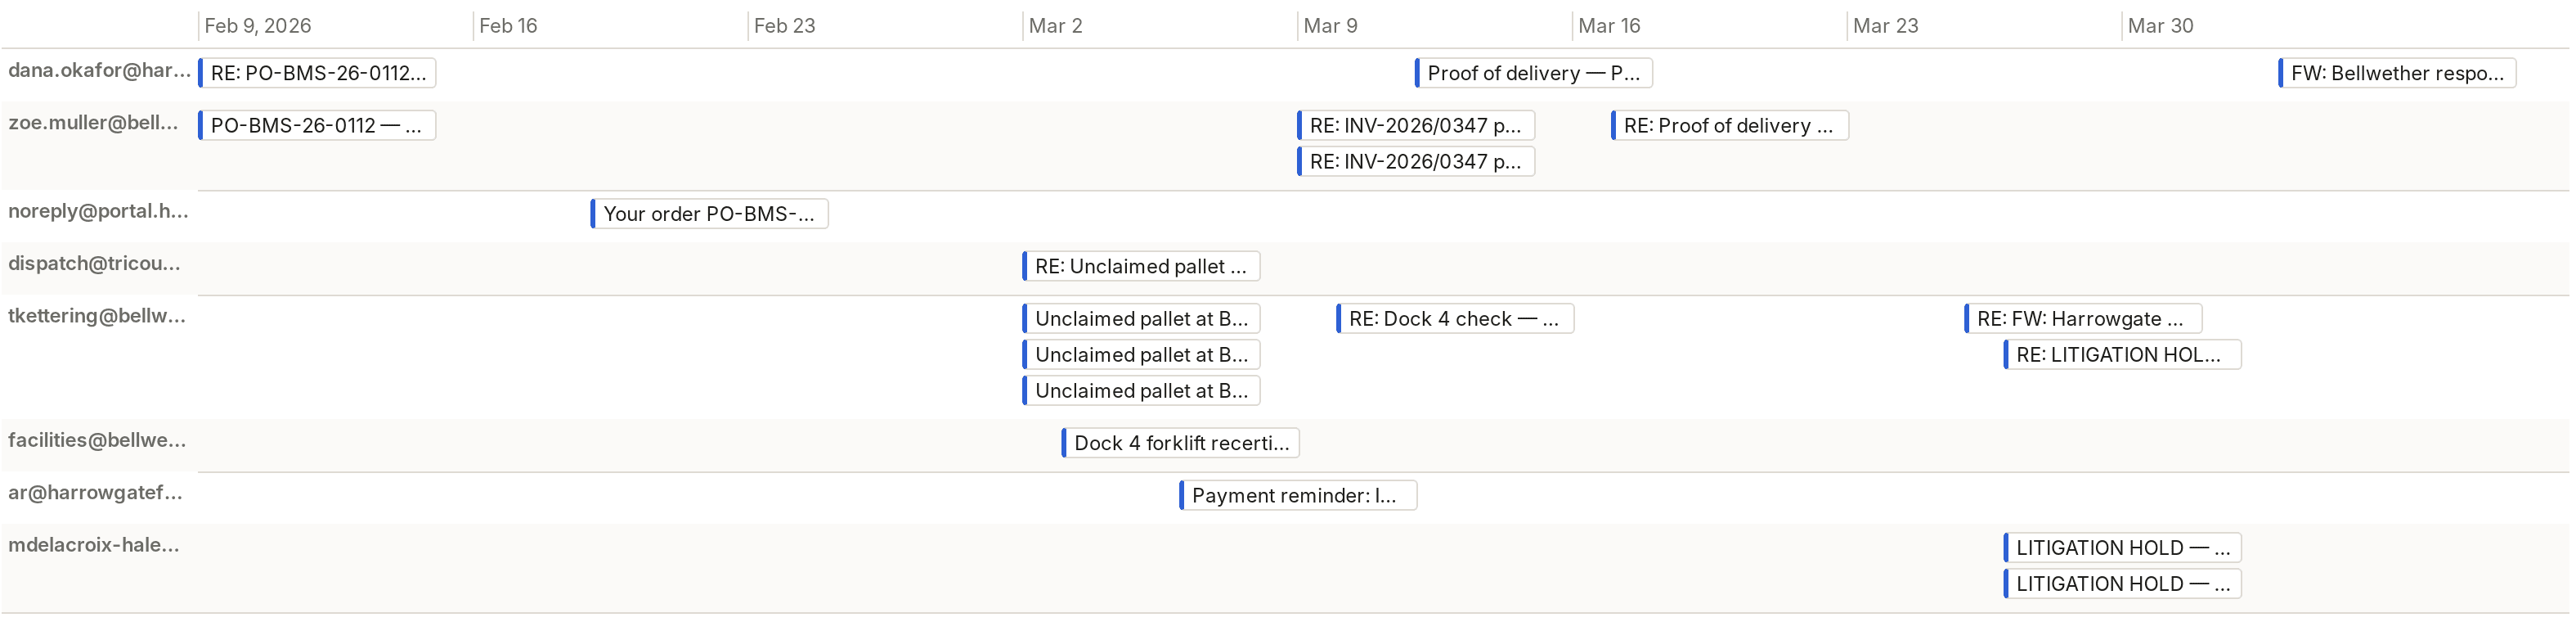 Feb 9, 2026 Feb 16 Feb 23 Mar 2 Mar 9 Mar 16 Mar 23 Mar 30
dana.okafor@har... RE: PO-BMS-26-0112... Proof of delivery — P... FW: Bellwether respo...
zoe.muller@bell... PO-BMS-26-0112 — ... RE: INV-2026/0347 p... RE: Proof of delivery ...
RE: INV-2026/0347 p...
noreply@portal.h... Your order PO-BMS-...
dispatch@tricou... RE: Unclaimed pallet ...
tkettering@bellw... Unclaimed pallet at B... RE: Dock 4 check — ... RE: FW: Harrowgate ...
Unclaimed pallet at B... RE: LITIGATION HOL...
Unclaimed pallet at B...
facilities@bellwe... Dock 4 forklift recerti...
ar@harrowgatef... Payment reminder: I...
mdelacroix-hale... LITIGATION HOLD — ...
LITIGATION HOLD — ...